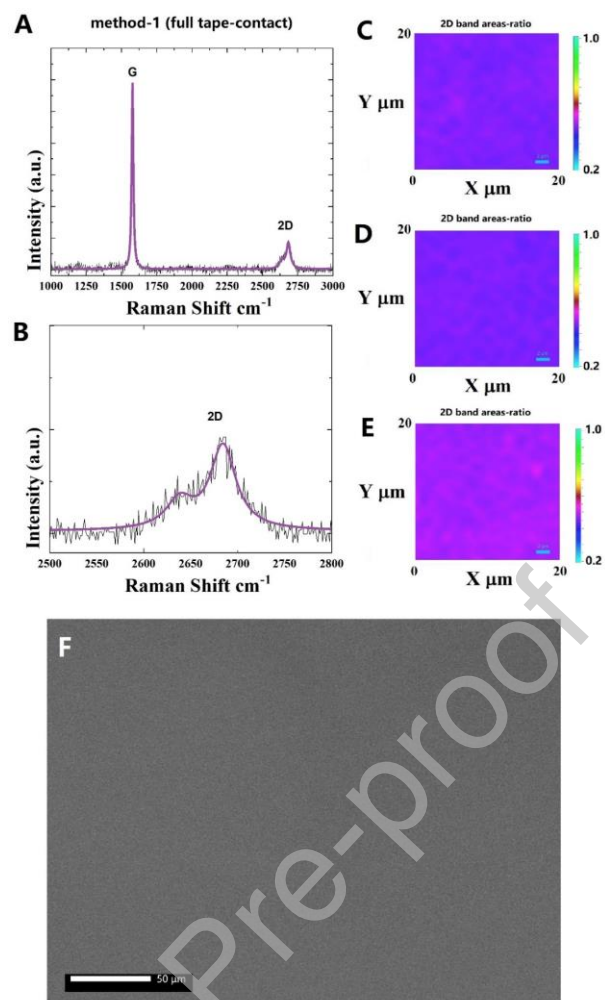 A
method-1 (full tape-contact)
G
2D
Intensity (a.u.)
1000 1250 1500 1750 2000 2250 2500 2750 3000
Raman Shift cm-1
B
2D
Intensity (a.u.)
2500 2550 2600 2650 2700 2750 2800
Raman Shift cm-1
C
2D band areas-ratio
20
Y μm
0
20
X μm
1.0
0.2
D
2D band areas-ratio
20
Y μm
0
20
X μm
1.0
0.2
E
2D band areas-ratio
20
Y μm
0
20
X μm
1.0
0.2
F
50 μm
Pre-proof